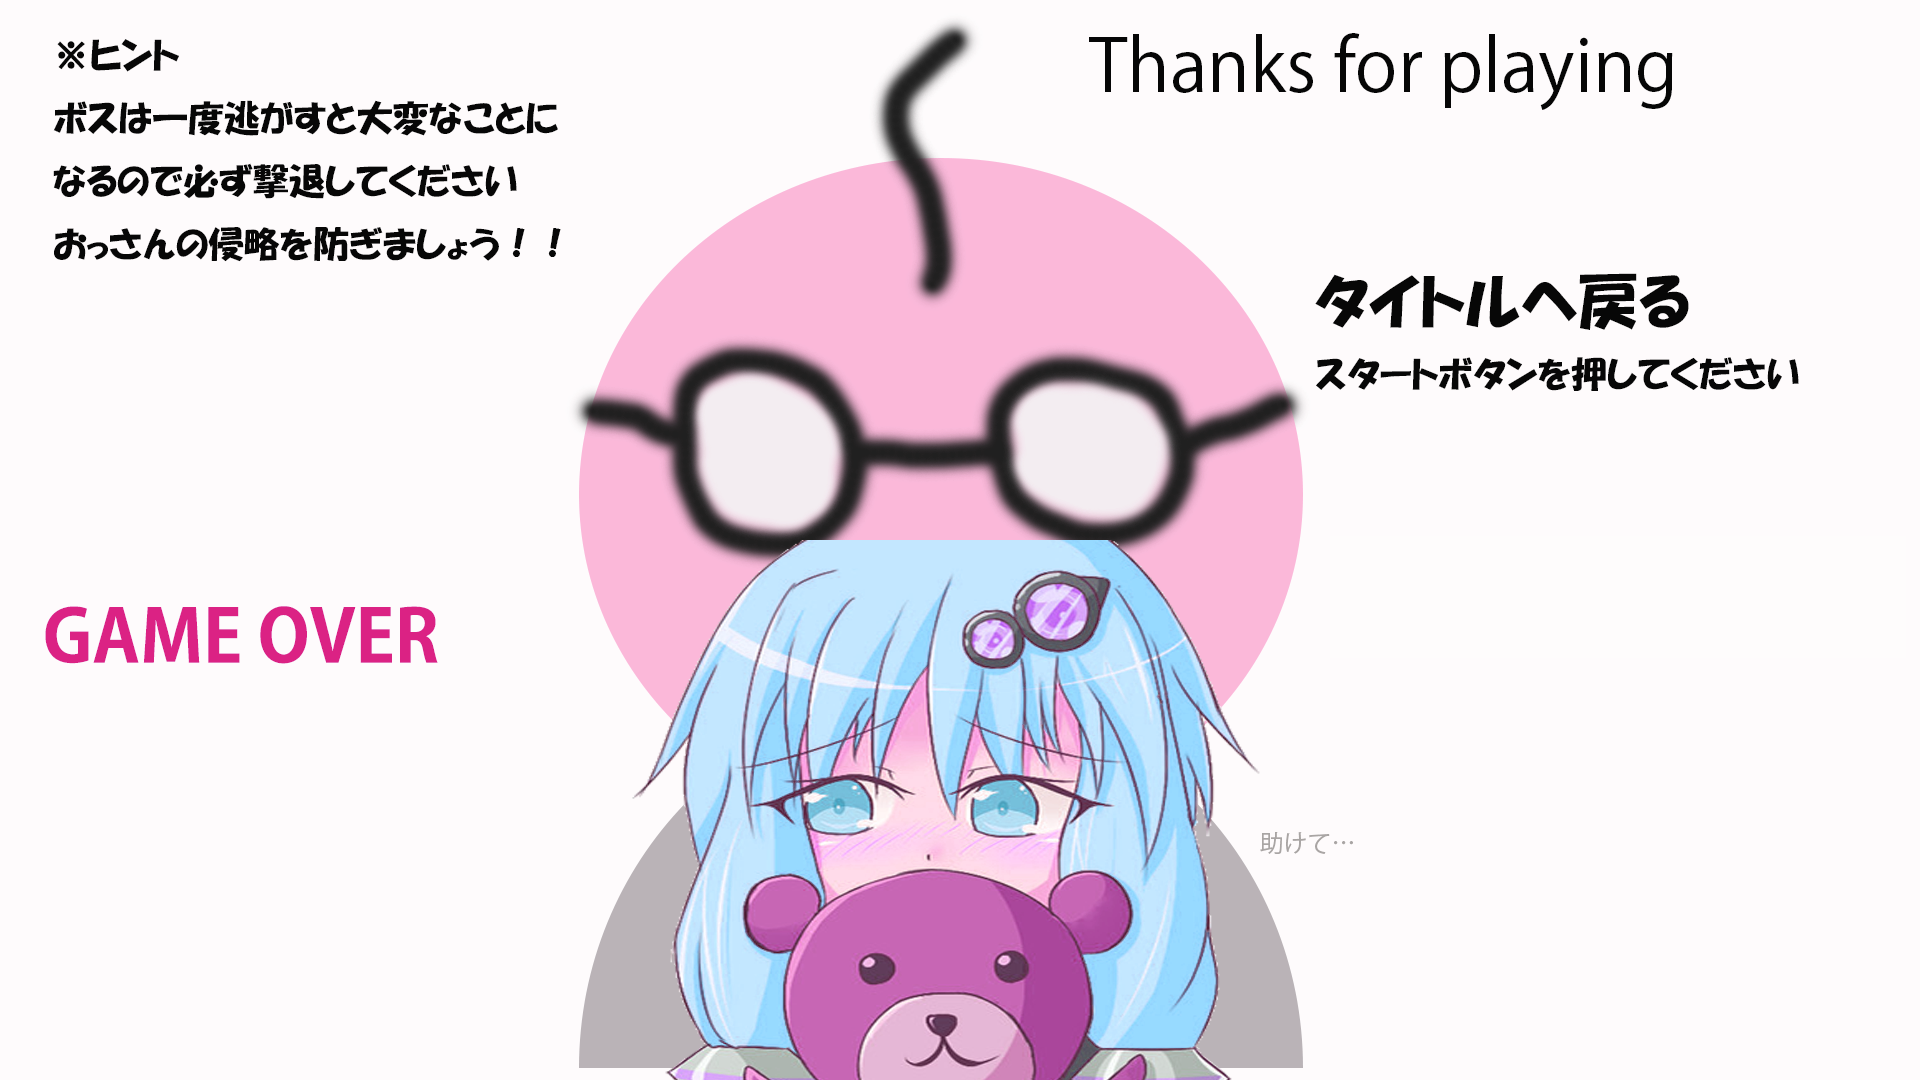 ※ヒント
ボスは一度逃がすと大変なことに
なるので必ず撃退してください
おっさんの侵略を防ぎましょう！！
Thanks for playing
タイトルへ戻る
スタートボタンを押してください
GAME OVER
助けて…